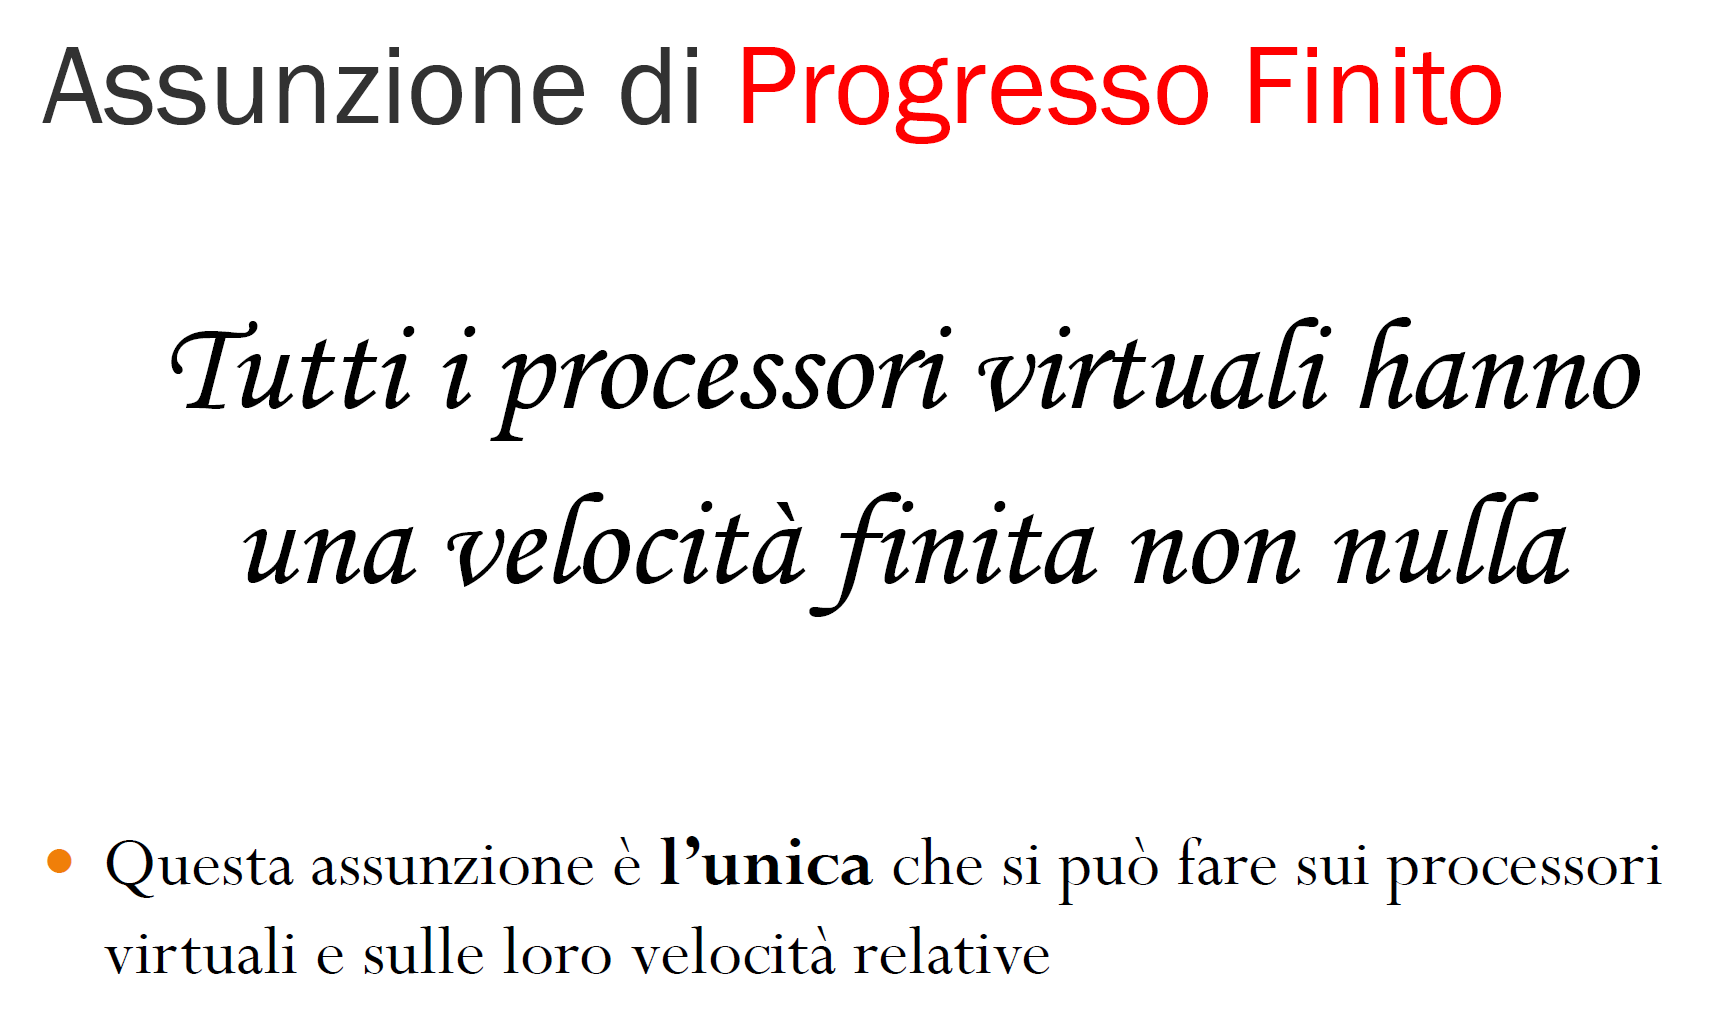 Assunzione di Progresso Finito
Tutti i processori virtuali hanno
una velocità finita non nulla
• Questa assunzione è l’unica che si può fare sui processori
virtuali e sulle loro velocità relative